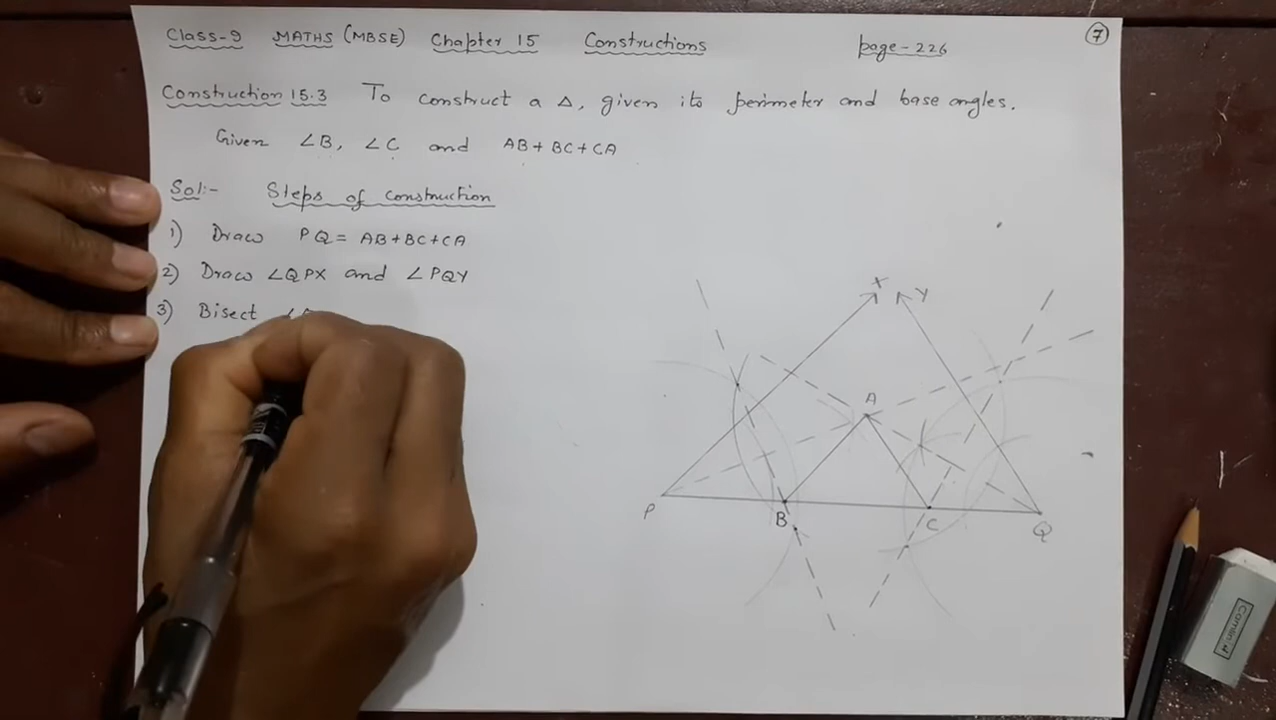 Class-9 MATHS (MBSE) Chapter 15 Constructions page-226 7
Construction 15.3 To construct a Δ, given its perimeter and base angles.
Given ∠B, ∠C and AB+BC+CA
Sol:- Steps of construction
1) Draw PQ = AB+BC+CA
2) Draw ∠QPX and ∠PQY
3) Bisect ∠
X Y
A
P B C Q
Camlin